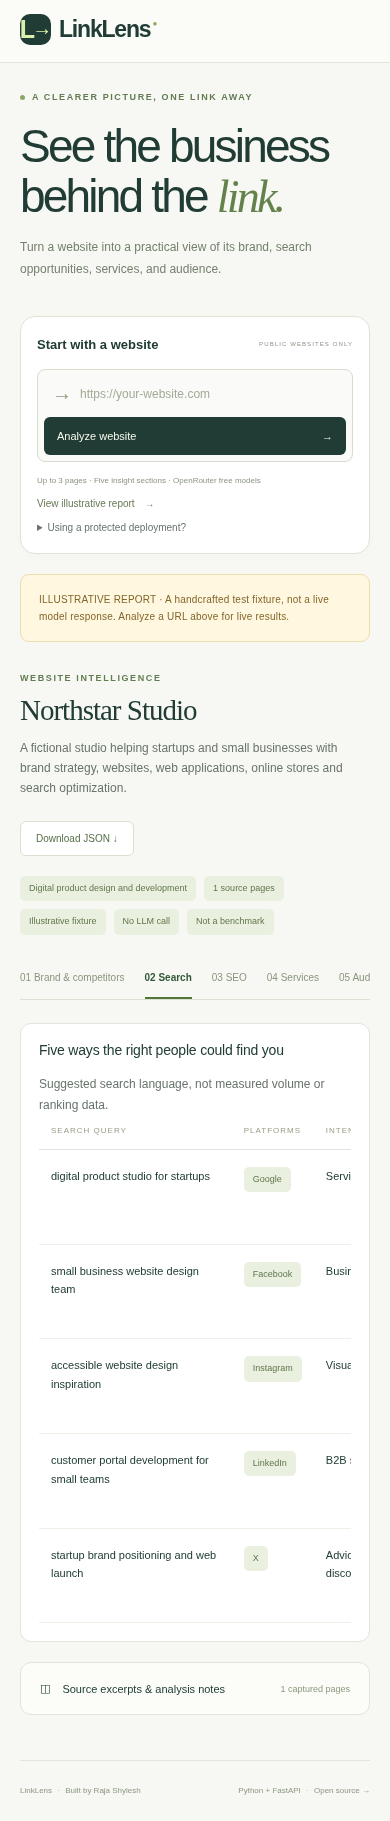 L→ LinkLens
A CLEARER PICTURE, ONE LINK AWAY
See the business
behind the link.
Turn a website into a practical view of its brand, search
opportunities, services, and audience.
Start with a website
PUBLIC WEBSITES ONLY
→ https://your-website.com
Analyze website →
Up to 3 pages · Five insight sections · OpenRouter free models
View illustrative report →
▶ Using a protected deployment?
ILLUSTRATIVE REPORT · A handcrafted test fixture, not a live
model response. Analyze a URL above for live results.
WEBSITE INTELLIGENCE
Northstar Studio
A fictional studio helping startups and small businesses with
brand strategy, websites, web applications, online stores and
search optimization.
Download JSON ↓
Digital product design and development 1 source pages
Illustrative fixture No LLM call Not a benchmark
01 Brand & competitors 02 Search 03 SEO 04 Services 05 Aud
Five ways the right people could find you
Suggested search language, not measured volume or
ranking data.
SEARCH QUERY PLATFORMS INTEN
digital product studio for startups Google Servi
small business website design Facebook Busin
team
accessible website design Instagram Visua
inspiration
customer portal development for LinkedIn B2B
small teams
startup brand positioning and web X Advic
launch disco
Source excerpts & analysis notes 1 captured pages
LinkLens · Built by Raja Shylesh Python + FastAPI · Open source →